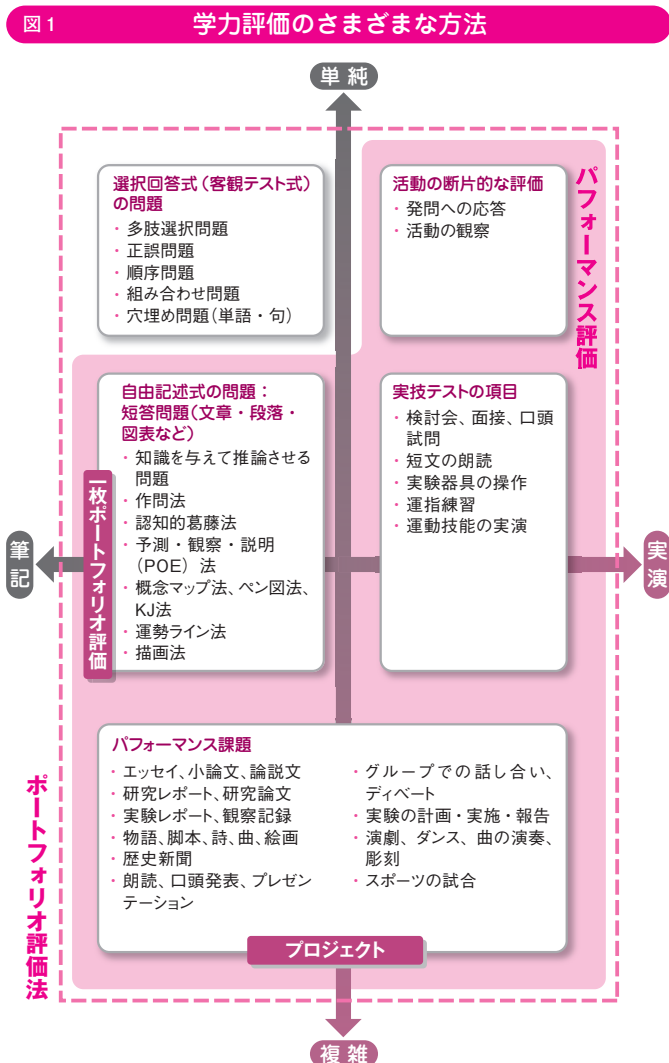 図1
学力評価のさまざまな方法
単純
選択回答式(客観テスト式)
の問題
・多肢選択問題
・正誤問題
・順序問題
・組み合わせ問題
・穴埋め問題(単語・句)
活動の断片的な評価
・発問への応答
・活動の観察
パフォーマンス評価
自由記述式の問題:
短答問題(文章・段落・
図表など)
・知識を与えて推論させる
問題
・作問法
・認知的葛藤法
・予測・観察・説明
(POE)法
・概念マップ法、ベン図法、
KJ法
・運勢ライン法
・描画法
一枚ポートフォリオ評価
実技テストの項目
・検討会、面接、口頭
試問
・短文の朗読
・実験器具の操作
・運指練習
・運動技能の実演
筆記
実演
パフォーマンス課題
・エッセイ、小論文、論説文
・研究レポート、研究論文
・実験レポート、観察記録
・物語、脚本、詩、曲、絵画
・歴史新聞
・朗読、口頭発表、プレゼン
テーション
・グループでの話し合い、
ディベート
・実験の計画・実施・報告
・演劇、ダンス、曲の演奏、
彫刻
・スポーツの試合
プロジェクト
ポートフォリオ評価法
複雑